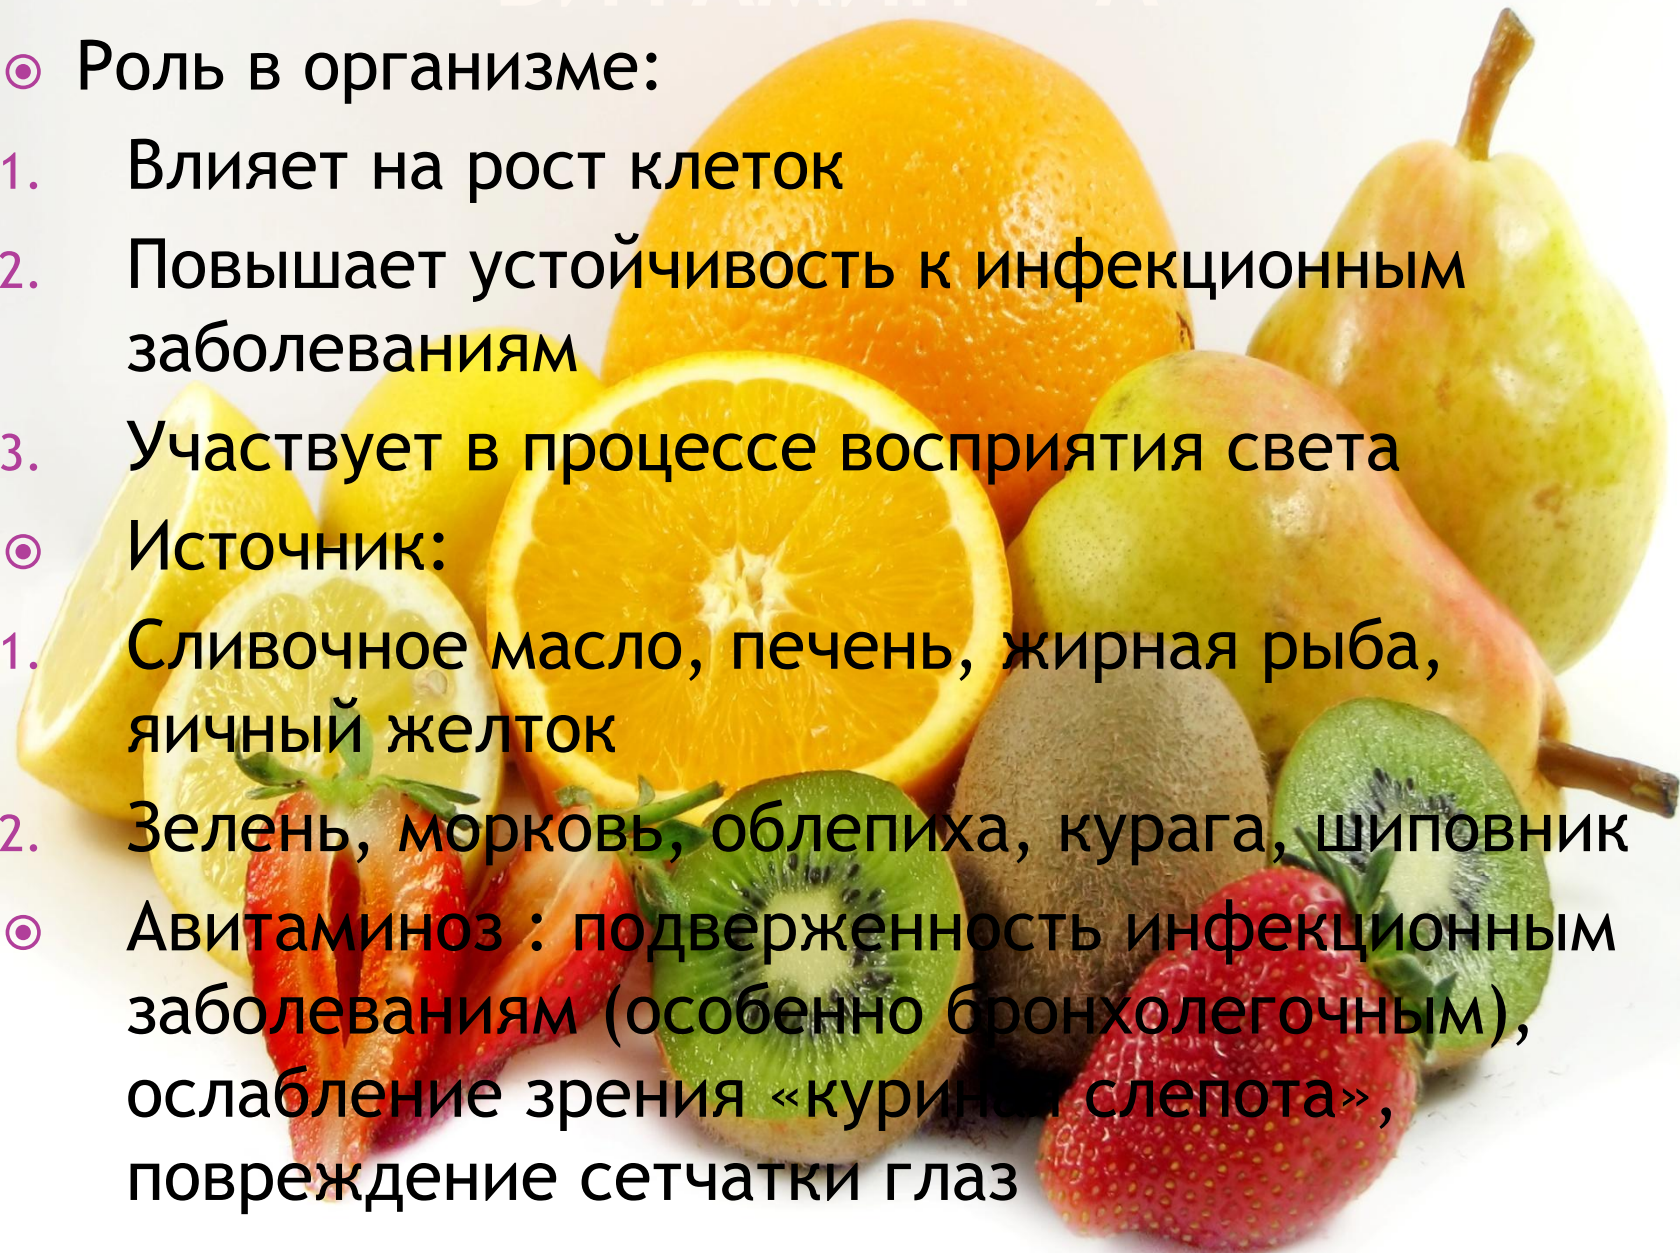 Роль в организме:
1. Влияет на рост клеток
2. Повышает устойчивость к инфекционным
заболеваниям
3. Участвует в процессе восприятия света
Источник:
1. Сливочное масло, печень, жирная рыба,
яичный желток
2. Зелень, морковь, облепиха, курага, шиповник
Авитаминоз : подверженность инфекционным
заболеваниям (особенно бронхолегочным),
ослабление зрения «куриная слепота»,
повреждение сетчатки глаз